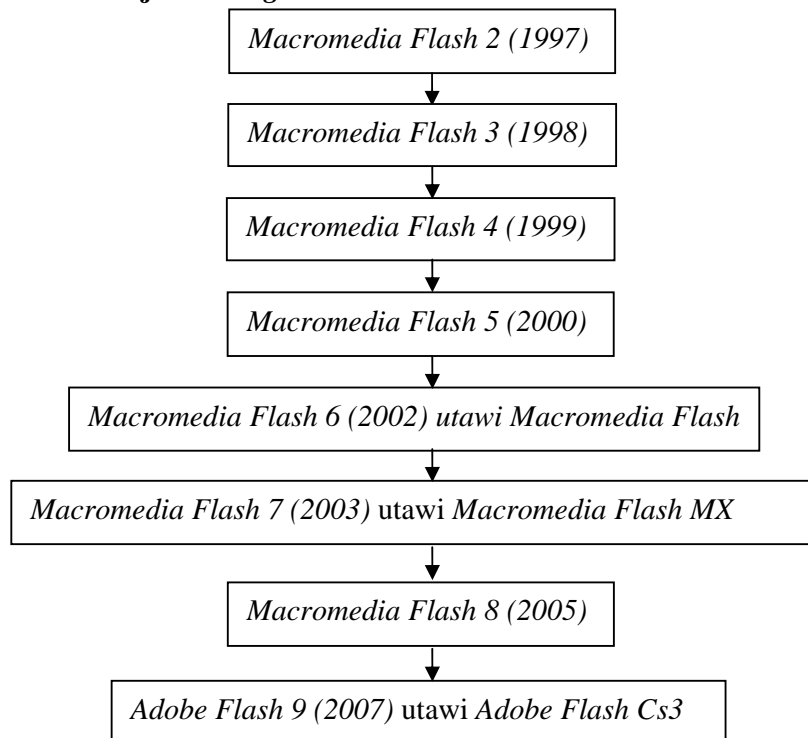 Macromedia Flash 2 (1997)
Macromedia Flash 3 (1998)
Macromedia Flash 4 (1999)
Macromedia Flash 5 (2000)
Macromedia Flash 6 (2002) utawi Macromedia Flash
Macromedia Flash 7 (2003) utawi Macromedia Flash MX
Macromedia Flash 8 (2005)
Adobe Flash 9 (2007) utawi Adobe Flash Cs3